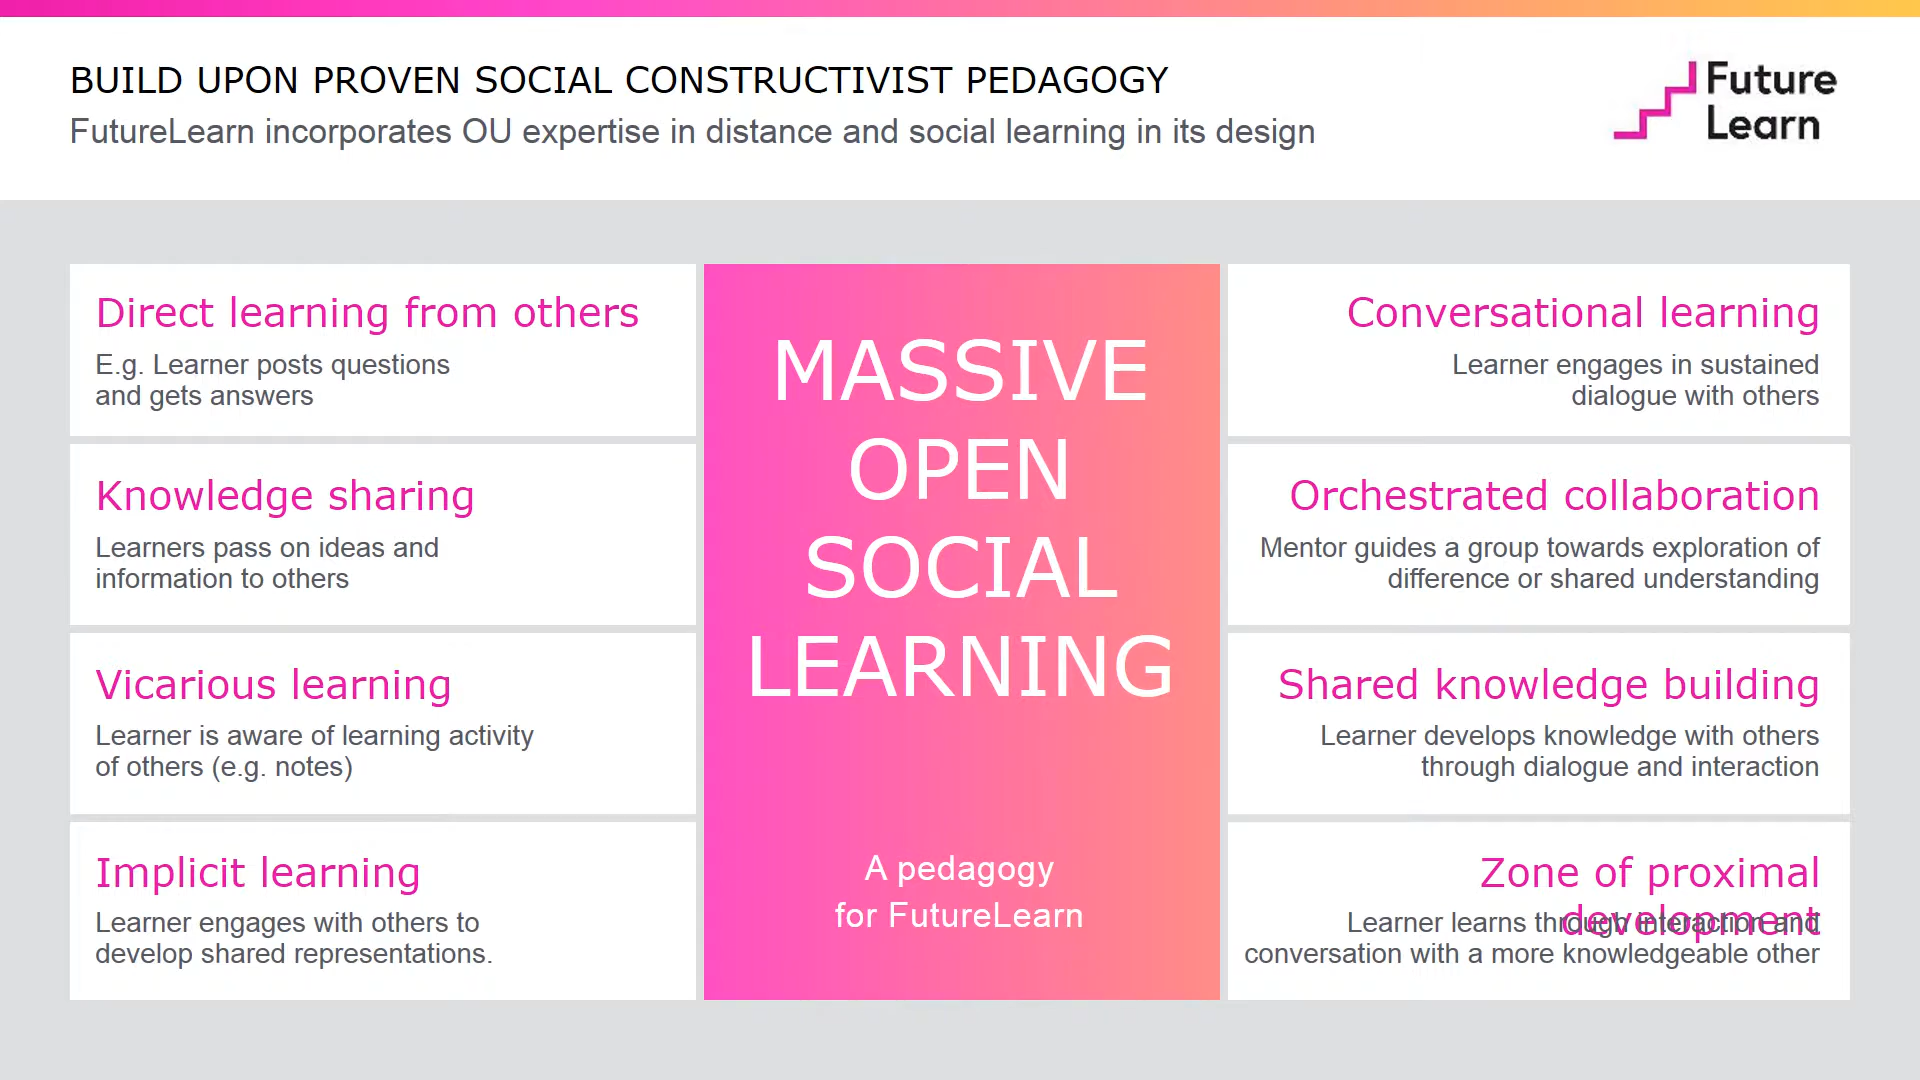 BUILD UPON PROVEN SOCIAL CONSTRUCTIVIST PEDAGOGY
FutureLearn incorporates OU expertise in distance and social learning in its design
Future
Learn
Direct learning from others
E.g. Learner posts questions
and gets answers
Knowledge sharing
Learners pass on ideas and
information to others
Vicarious learning
Learner is aware of learning activity
of others (e.g. notes)
Implicit learning
Learner engages with others to
develop shared representations.
MASSIVE
OPEN
SOCIAL
LEARNING
A pedagogy
for FutureLearn
Conversational learning
Learner engages in sustained
dialogue with others
Orchestrated collaboration
Mentor guides a group towards exploration of
difference or shared understanding
Shared knowledge building
Learner develops knowledge with others
through dialogue and interaction
Zone of proximal
development
Learner learns through interaction and
conversation with a more knowledgeable other